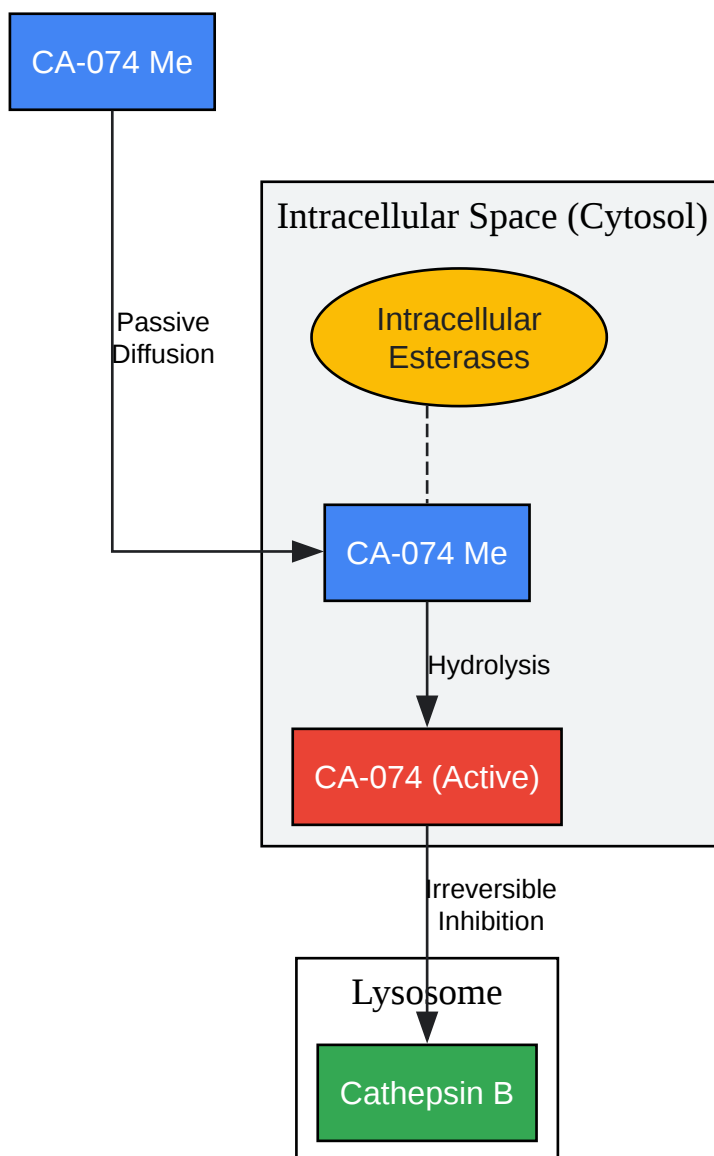 CA-074 Me
Intracellular Space (Cytosol)
Intracellular
Esterases
Passive
Diffusion
CA-074 Me
Hydrolysis
CA-074 (Active)
Irreversible
Inhibition
Lysosome
Cathepsin B